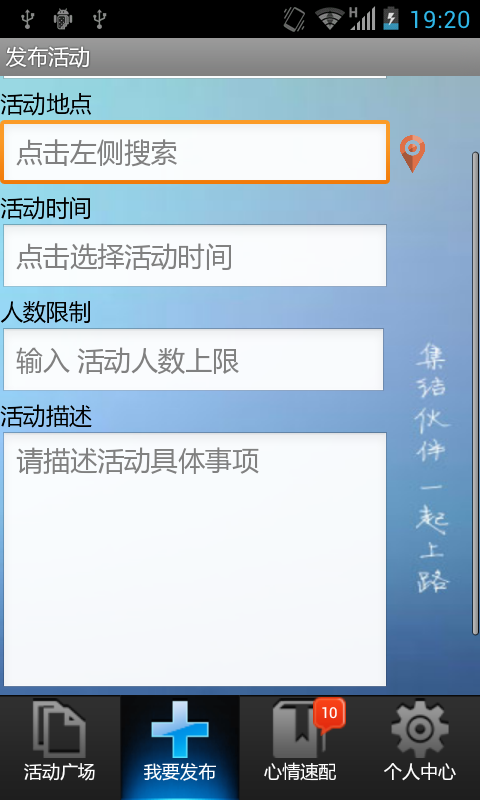 H
19:20
发布活动
活动地点
点击左侧搜索
活动时间
点击选择活动时间
人数限制
输入 活动人数上限
活动描述
请描述活动具体事项
集结伙伴一起上路
活动广场
我要发布
10
心情速配
个人中心